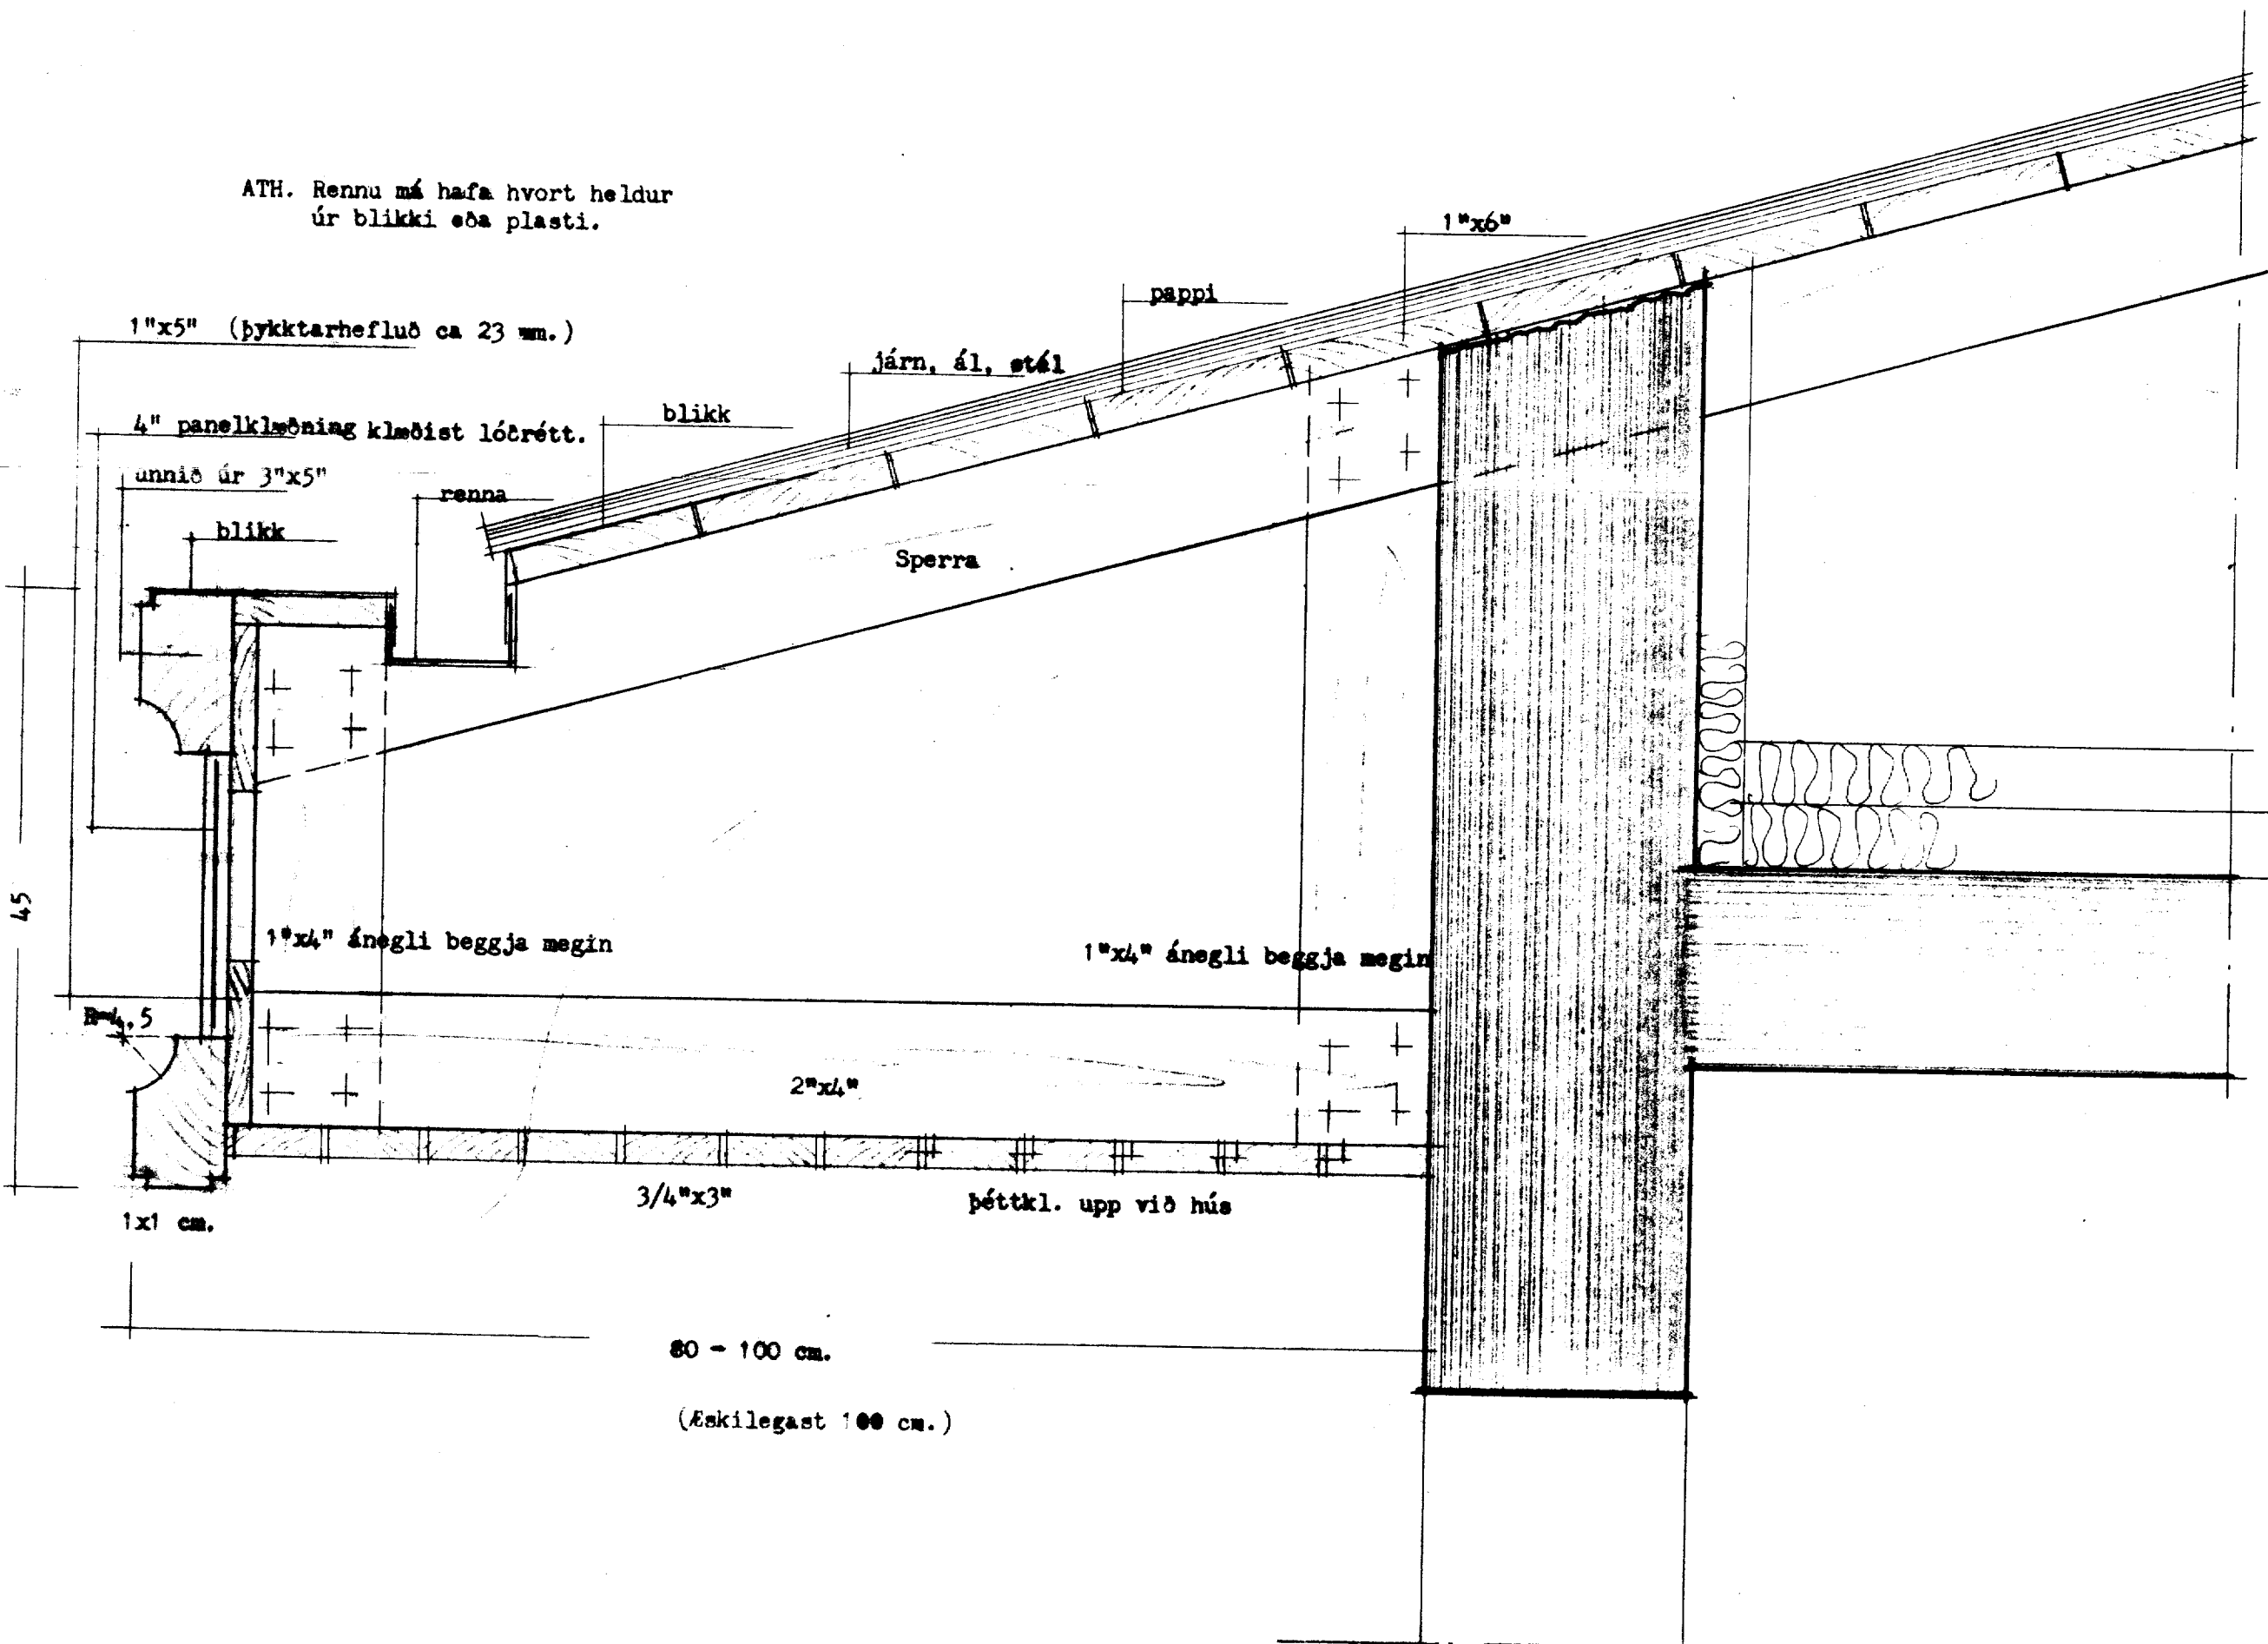 ATH. Rennu má hafa hvort heldur
úr blikki eða plasti.
1"x6"
pappi
1"x5" (þykktarhefluð ca 23 mm.)
járn, ál, stál
blikk
4" panelklæðning klæðist lóðrétt.
unnið úr 3"x5"
renna
blikk
Sperra
45
1"x4" ánegli beggja megin
1"x4" ánegli beggja megin
R=4,5
2"x4"
3/4"x3"
þéttkl. upp við hús
1x1 cm.
80 - 100 cm.
(Æskilegast 100 cm.)